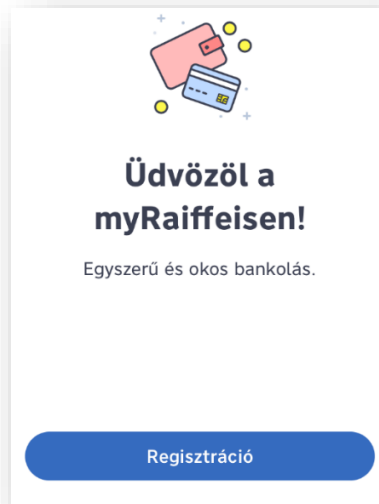 Üdvözöl a
myRaiffeisen!
Egyszerű és okos bankolás.
Regisztráció